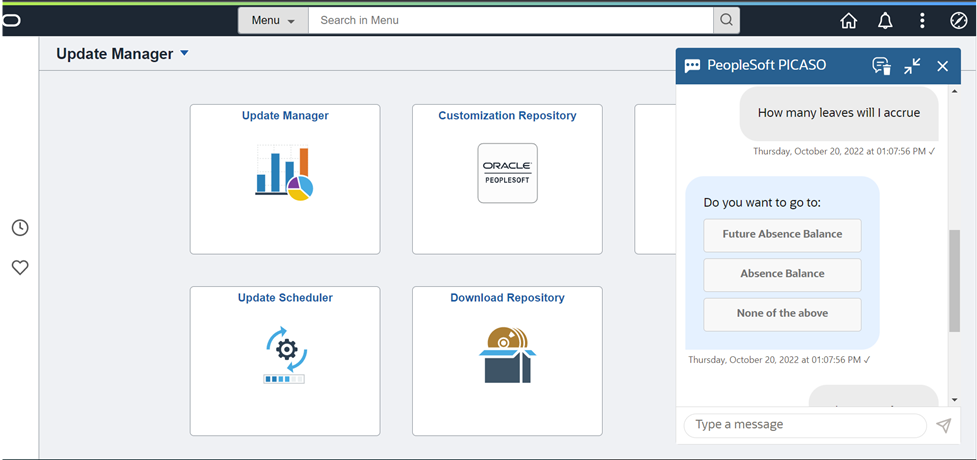 Menu
Search in Menu
Update Manager
PeopleSoft PICASO
Update Manager
Customization Repository
ORACLE
PEOPLESOFT
Update Scheduler
Download Repository
How many leaves will I accrue
Thursday, October 20, 2022 at 01:07:56 PM ✓
Do you want to go to:
Future Absence Balance
Absence Balance
None of the above
Thursday, October 20, 2022 at 01:07:56 PM ✓
Type a message